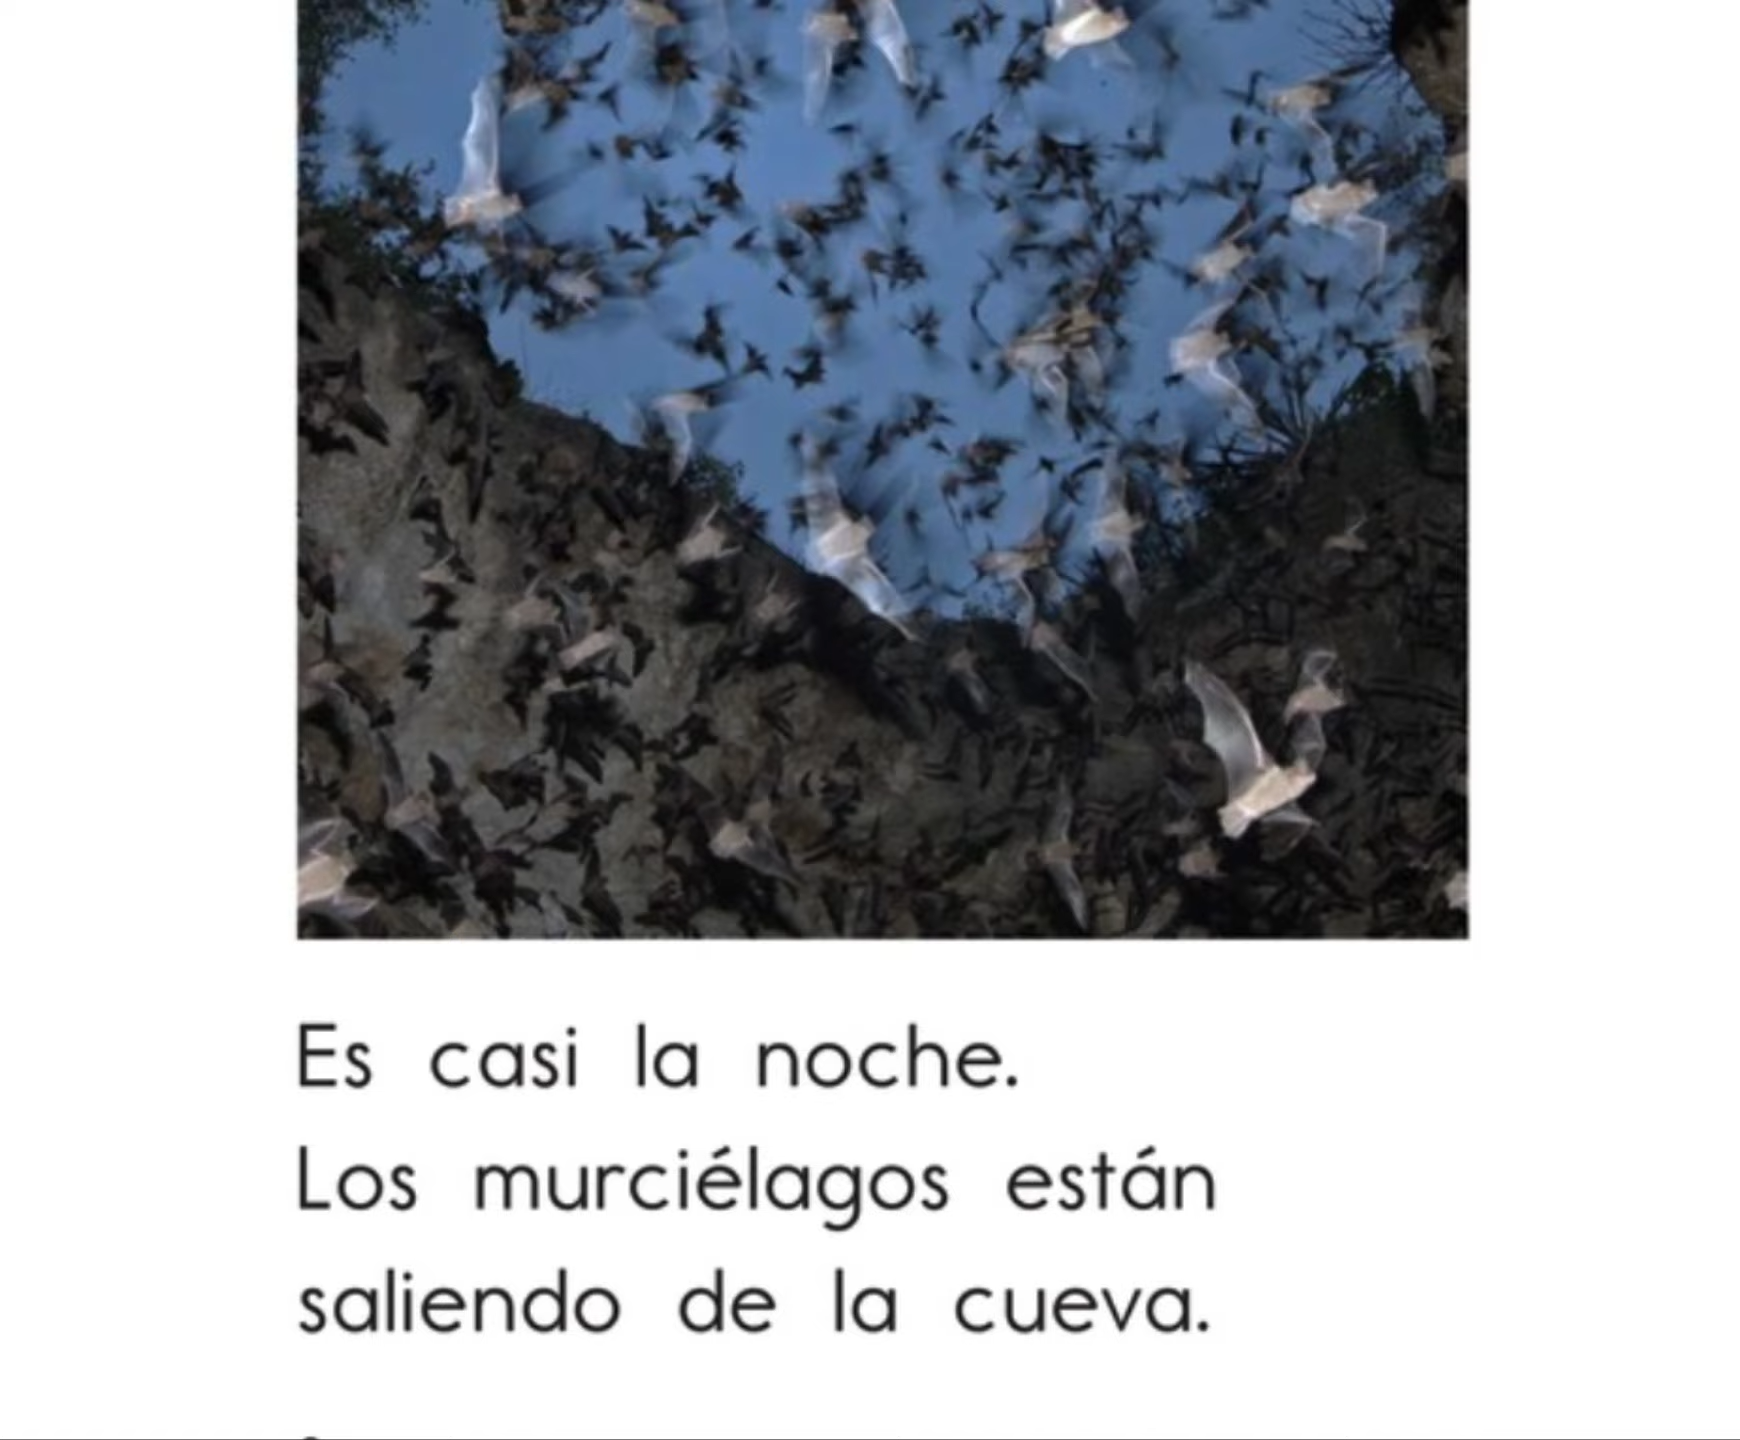 Es casi la noche.
Los murciélagos están
saliendo de la cueva.